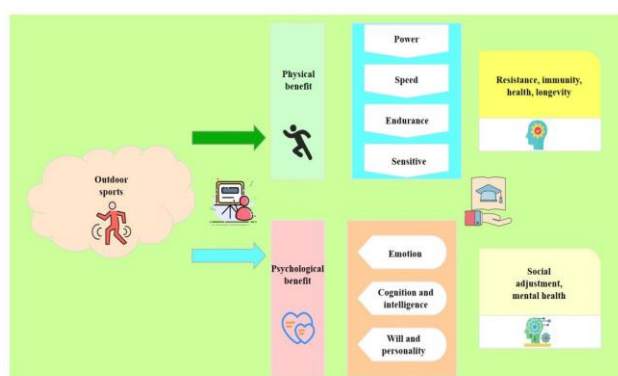 Outdoor
sports
Physical
benefit
Power
Speed
Endurance
Sensitive
Resistance, immunity,
health, longevity
Psychological
benefit
Emotion
Cognition and
intelligence
Will and
personality
Social
adjustment,
mental health